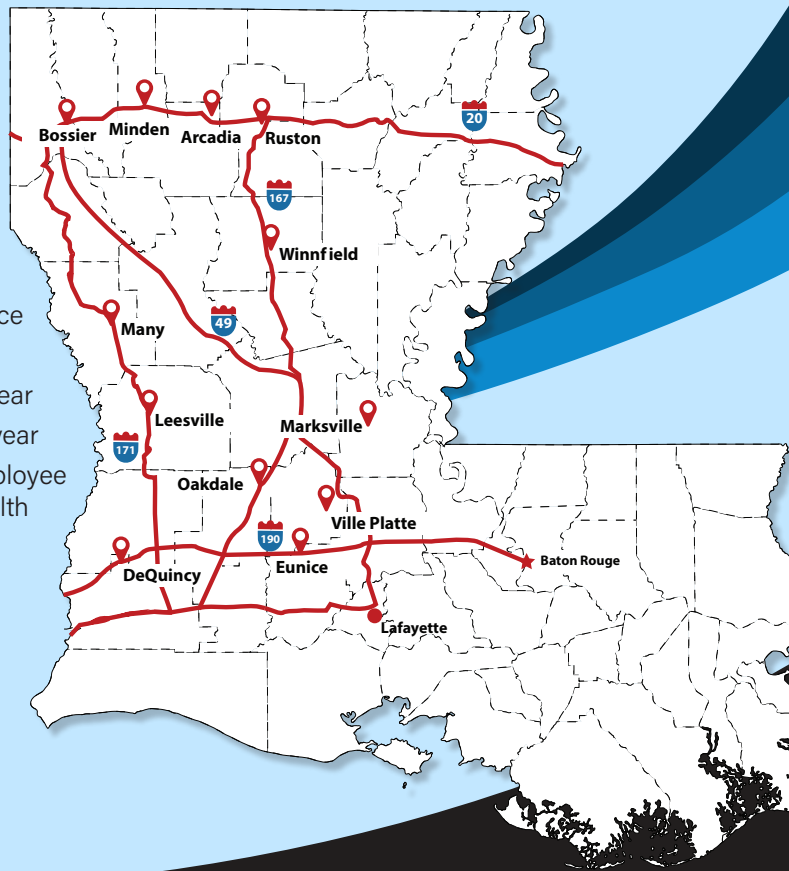 20
Bossier
Minden
Arcadia
Ruston
167
Winnfield
ce
Many
49
ear
Leesville
Marksville
year
171
ployee
Oakdale
lth
Ville Platte
190
Eunice
DeQuincy
Baton Rouge
Lafayette